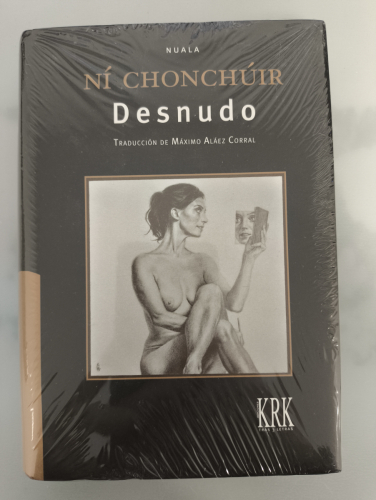 NUALA
NÍ CHONCHÚIR
Desnudo
TRADUCCIÓN DE MÁXIMO ALÁEZ CORRAL
KRK